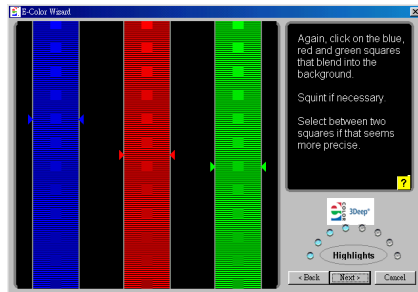 E-Color Wizard
Again, click on the blue,
red and green squares
that blend into the
background.
Squint if necessary.
Select between two
squares if that seems
more precise.
?
3Deep®
Highlights
< Back
Next >
Cancel